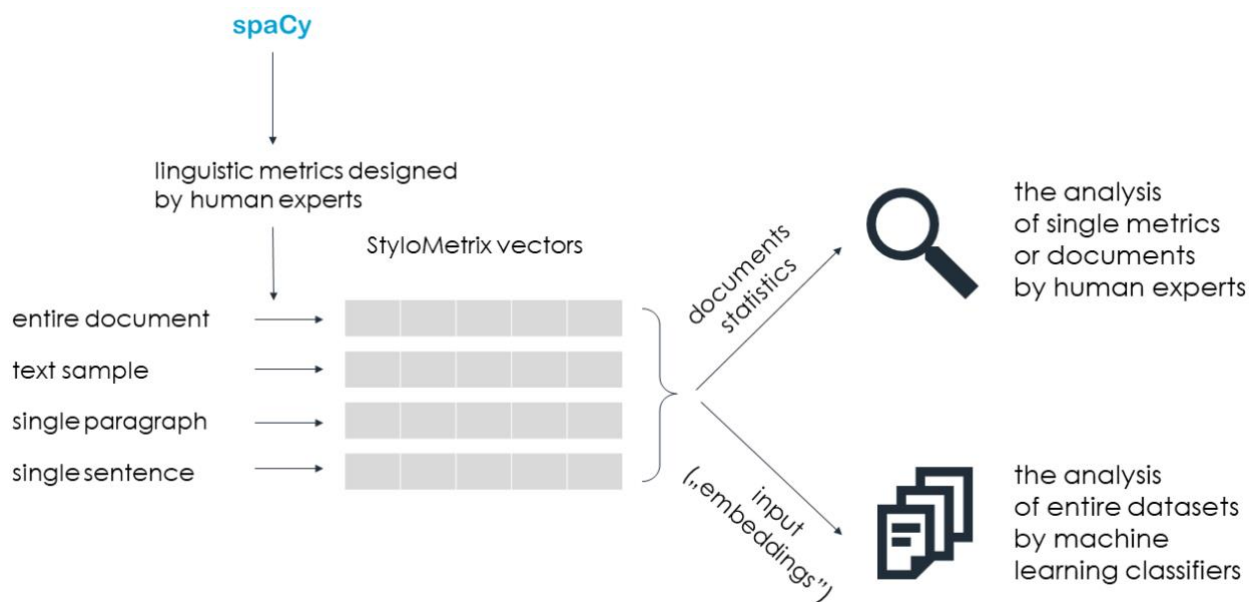 spaCy
linguistic metrics designed
by human experts
StyloMetrix vectors
entire document
text sample
single paragraph
single sentence
documents
statistics
input
(„embeddings”)
the analysis
of single metrics
or documents
by human experts
the analysis
of entire datasets
by machine
learning classifiers